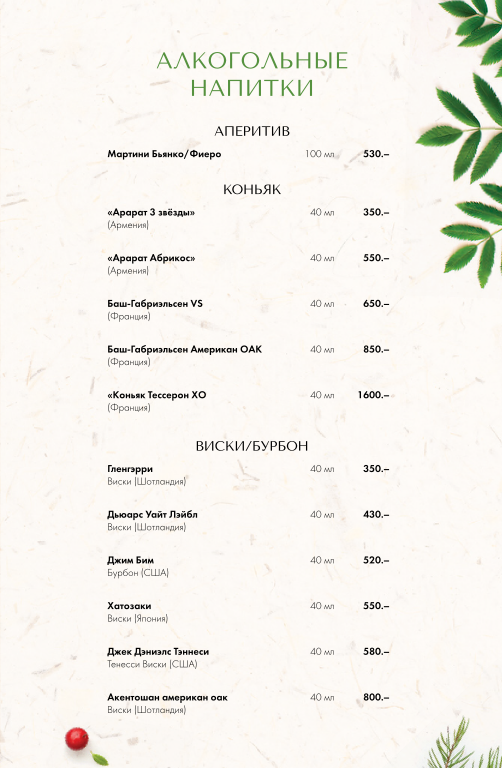 АЛКОГОЛЬНЫЕ
НАПИТКИ
АПЕРИТИВ
Мартини Бьянко/Фиеро 100 мл 530.–
КОНЬЯК
«Арарат 3 звёзды» 40 мл 350.–
(Армения)
«Арарат Абрикос» 40 мл 550.–
(Армения)
Баш-Габриэльсен VS 40 мл 650.–
(Франция)
Баш-Габриэльсен Американ ОАК 40 мл 850.–
(Франция)
«Коньяк Тессерон XO 40 мл 1600.–
(Франция)
ВИСКИ/БУРБОН
Гленгэрри 40 мл 350.–
Виски (Шотландия)
Дьюарс Уайт Лэйбл 40 мл 430.–
Виски (Шотландия)
Джим Бим 40 мл 520.–
Бурбон (США)
Хатозаки 40 мл 550.–
Виски (Япония)
Джек Дэниэлс Тэннеси 40 мл 580.–
Тенесси Виски (США)
Акентошан американ оак 40 мл 800.–
Виски (Шотландия)